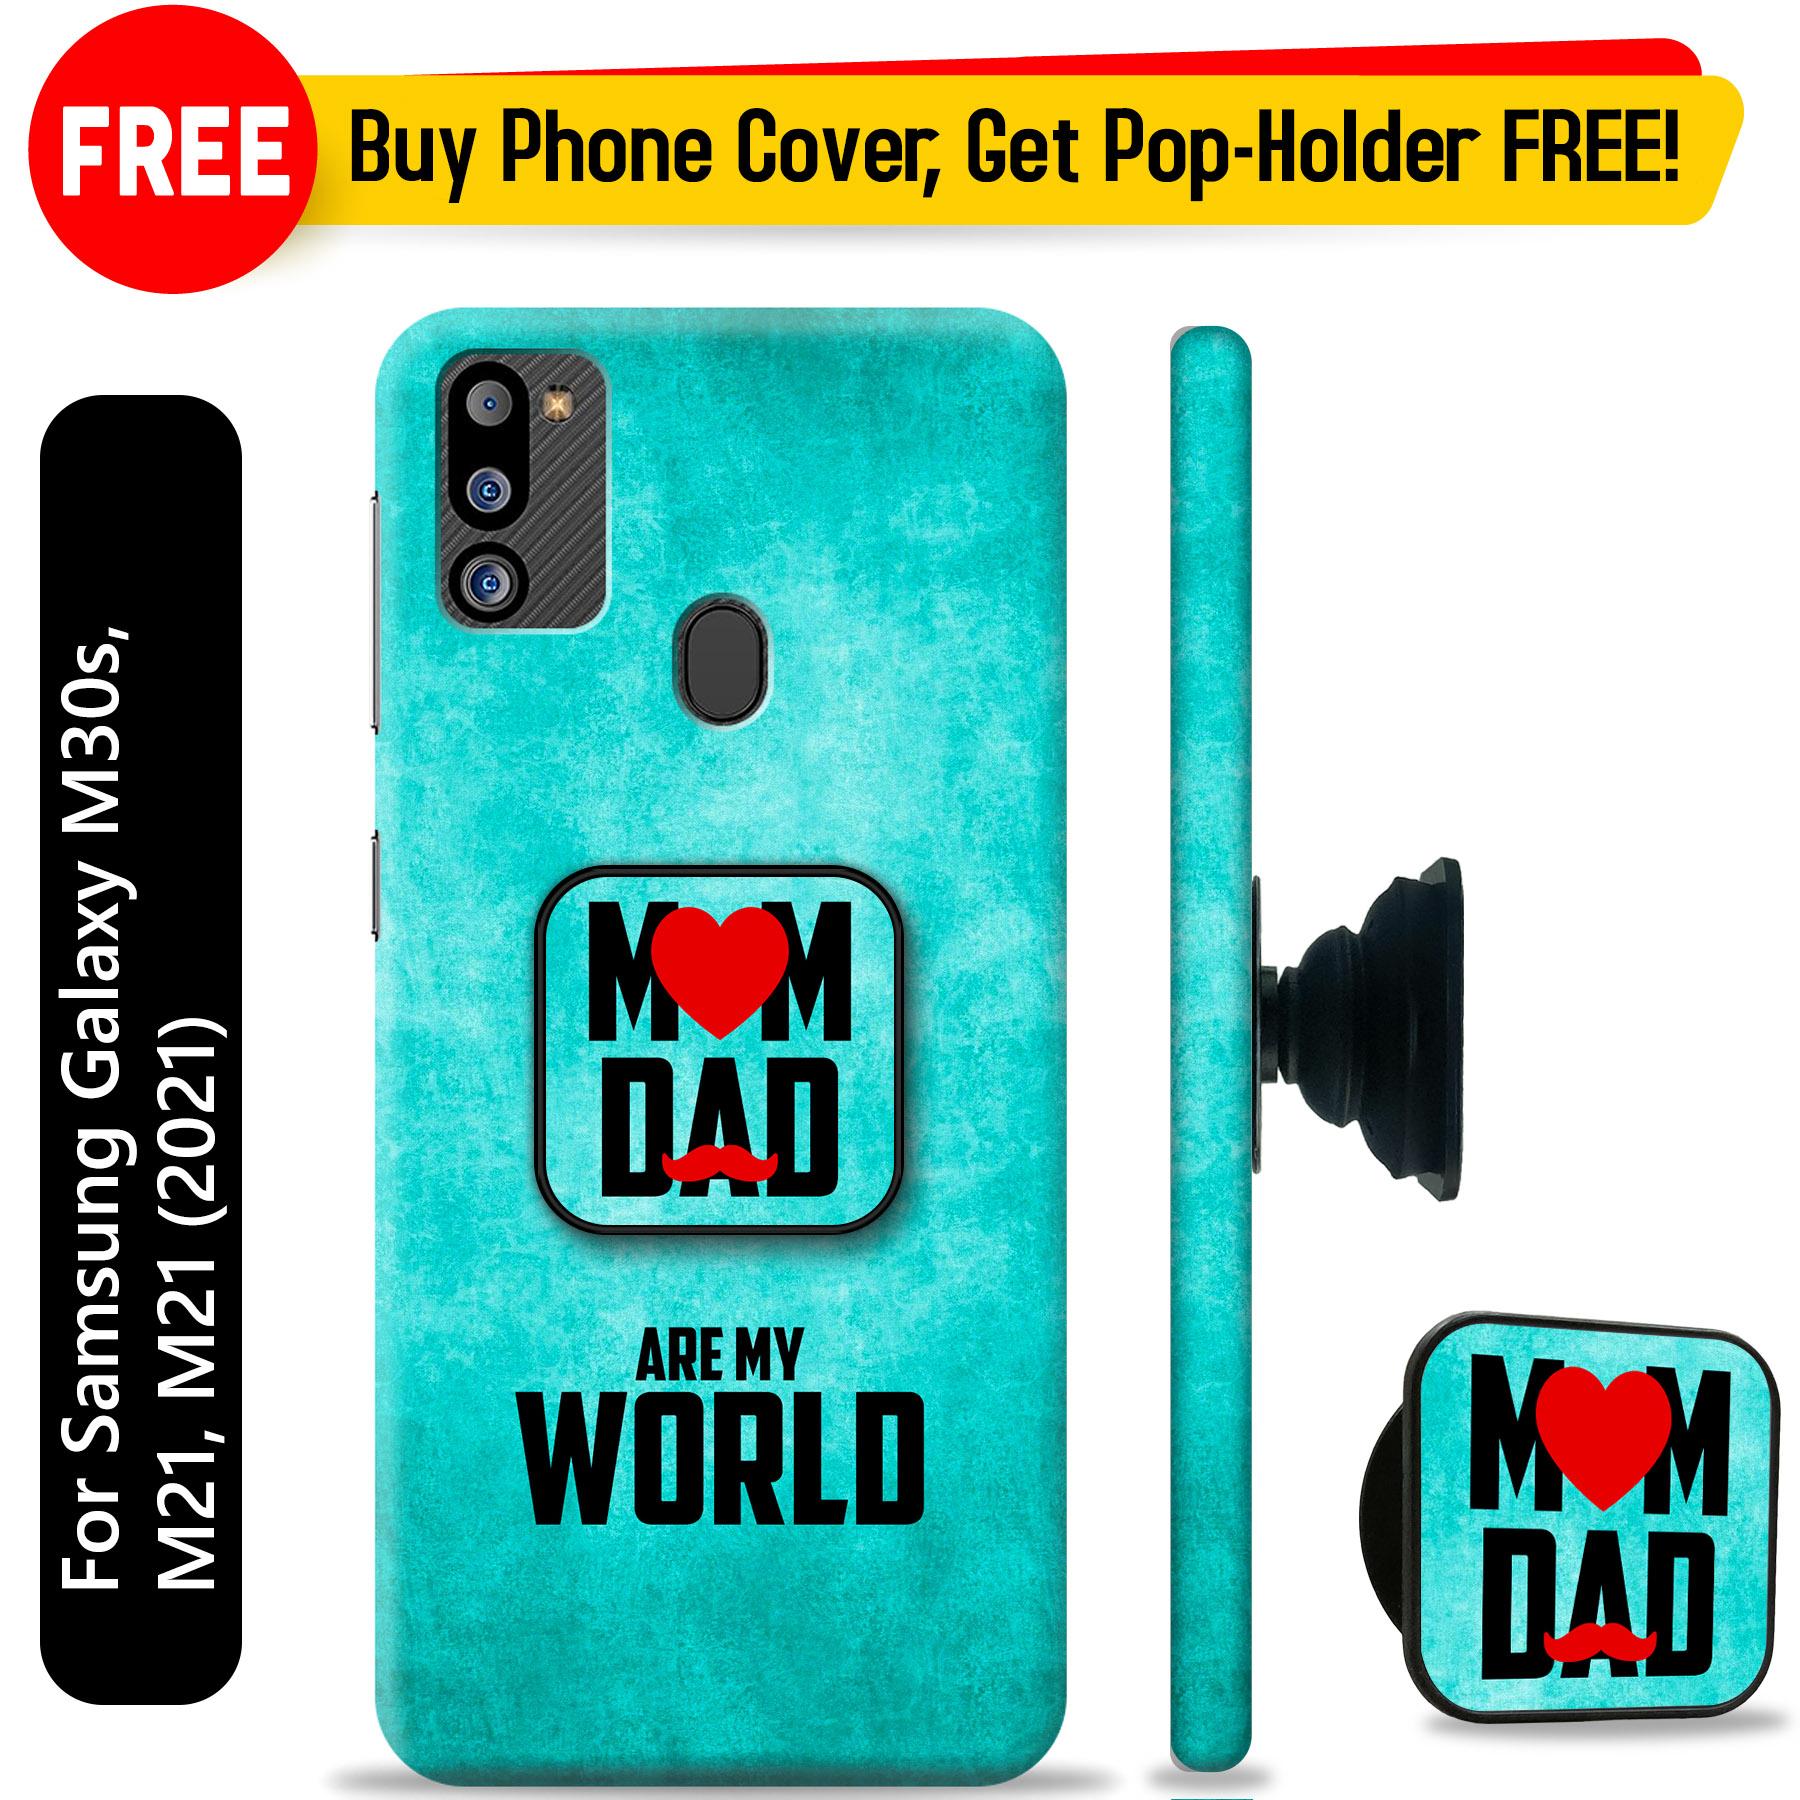 FREE
Buy Phone Cover, Get Pop-Holder FREE!
For Samsung Galaxy M30s,
M21, M21 (2021)
MOM
DAD
ARE MY
WORLD
MOM
DAD